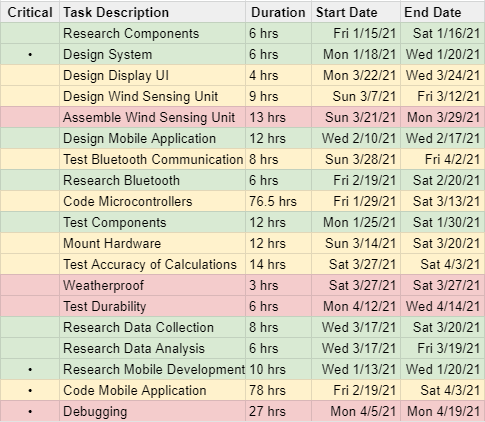 Critical Task Description Duration Start Date End Date
Research Components 6 hrs Fri 1/15/21 Sat 1/16/21
• Design System 6 hrs Mon 1/18/21 Wed 1/20/21
Design Display UI 4 hrs Mon 3/22/21 Wed 3/24/21
Design Wind Sensing Unit 9 hrs Sun 3/7/21 Fri 3/12/21
Assemble Wind Sensing Unit 13 hrs Sun 3/21/21 Mon 3/29/21
Design Mobile Application 12 hrs Wed 2/10/21 Wed 2/17/21
Test Bluetooth Communication 8 hrs Sun 3/28/21 Fri 4/2/21
Research Bluetooth 6 hrs Fri 2/19/21 Sat 2/20/21
Code Microcontrollers 76.5 hrs Fri 1/29/21 Sat 3/13/21
Test Components 12 hrs Mon 1/25/21 Sat 1/30/21
Mount Hardware 12 hrs Sun 3/14/21 Sat 3/20/21
Test Accuracy of Calculations 14 hrs Sat 3/27/21 Sat 4/3/21
Weatherproof 3 hrs Sat 3/27/21 Sat 3/27/21
Test Durability 6 hrs Mon 4/12/21 Wed 4/14/21
Research Data Collection 8 hrs Wed 3/17/21 Sat 3/20/21
Research Data Analysis 6 hrs Wed 3/17/21 Fri 3/19/21
• Research Mobile Development 10 hrs Wed 1/13/21 Wed 1/20/21
• Code Mobile Application 78 hrs Fri 2/19/21 Sat 4/3/21
• Debugging 27 hrs Mon 4/5/21 Mon 4/19/21